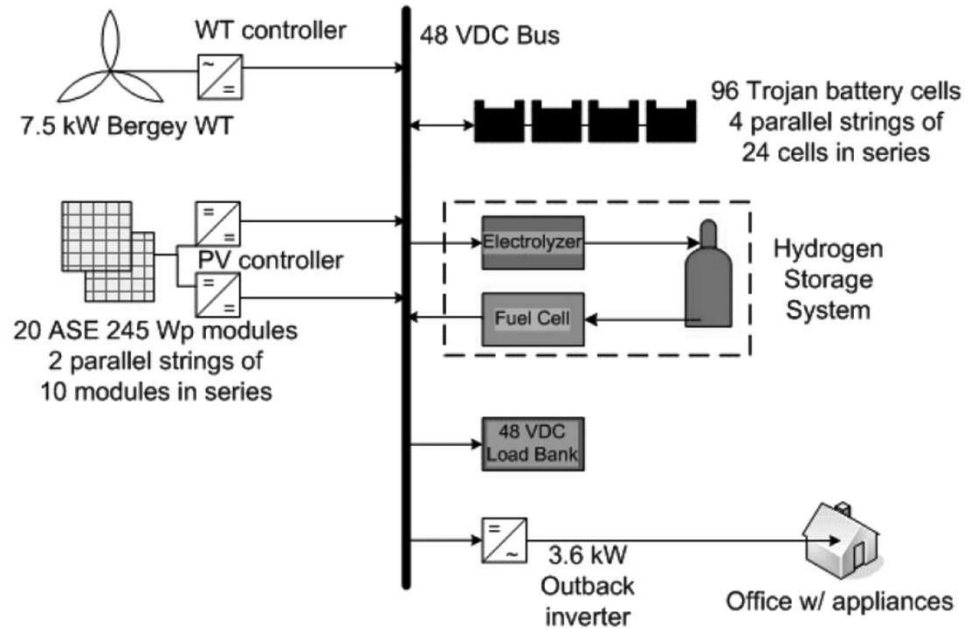 WT controller
48 VDC Bus
7.5 kW Bergey WT
96 Trojan battery cells
4 parallel strings of
24 cells in series
PV controller
20 ASE 245 Wp modules
2 parallel strings of
10 modules in series
Electrolyzer
Fuel Cell
Hydrogen
Storage
System
48 VDC
Load Bank
3.6 kW
Outback
inverter
Office w/ appliances